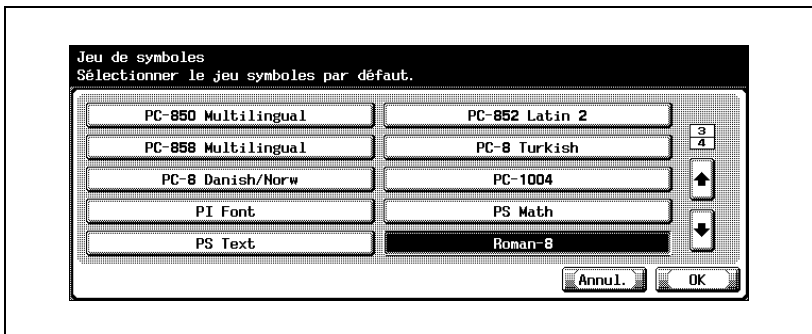 Jeu de symboles
Sélectionner le jeu symboles par défaut.
PC-850 Multilingual PC-852 Latin 2
3
4
PC-858 Multilingual PC-8 Turkish
PC-8 Danish/Norw PC-1004
PI Font PS Math
PS Text Roman-8
Annul. OK